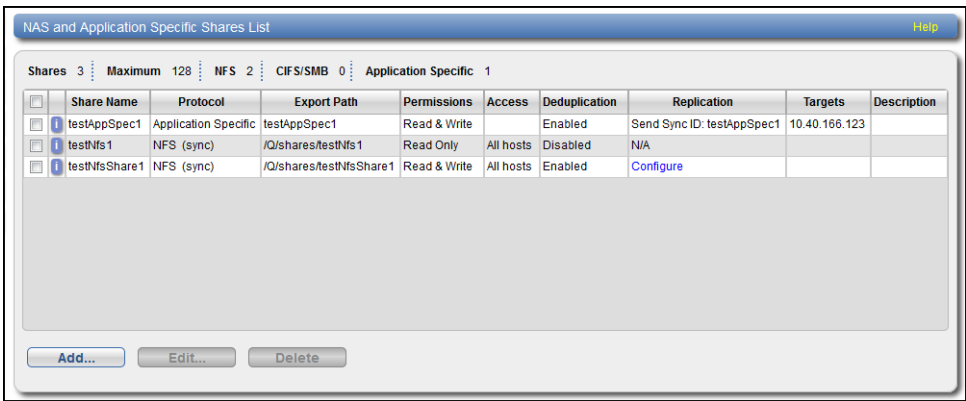 NAS and Application Specific Shares List Help
Shares 3 Maximum 128 NFS 2 CIFS/SMB 0 Application Specific 1
Share Name Protocol Export Path Permissions Access Deduplication Replication Targets Description
i testAppSpec1 Application Specific testAppSpec1 Read & Write Enabled Send Sync ID: testAppSpec1 10.40.166.123
i testNfs1 NFS (sync) /Q/shares/testNfs1 Read Only All hosts Disabled N/A
i testNfsShare1 NFS (sync) /Q/shares/testNfsShare1 Read & Write All hosts Enabled Configure
Add... Edit... Delete